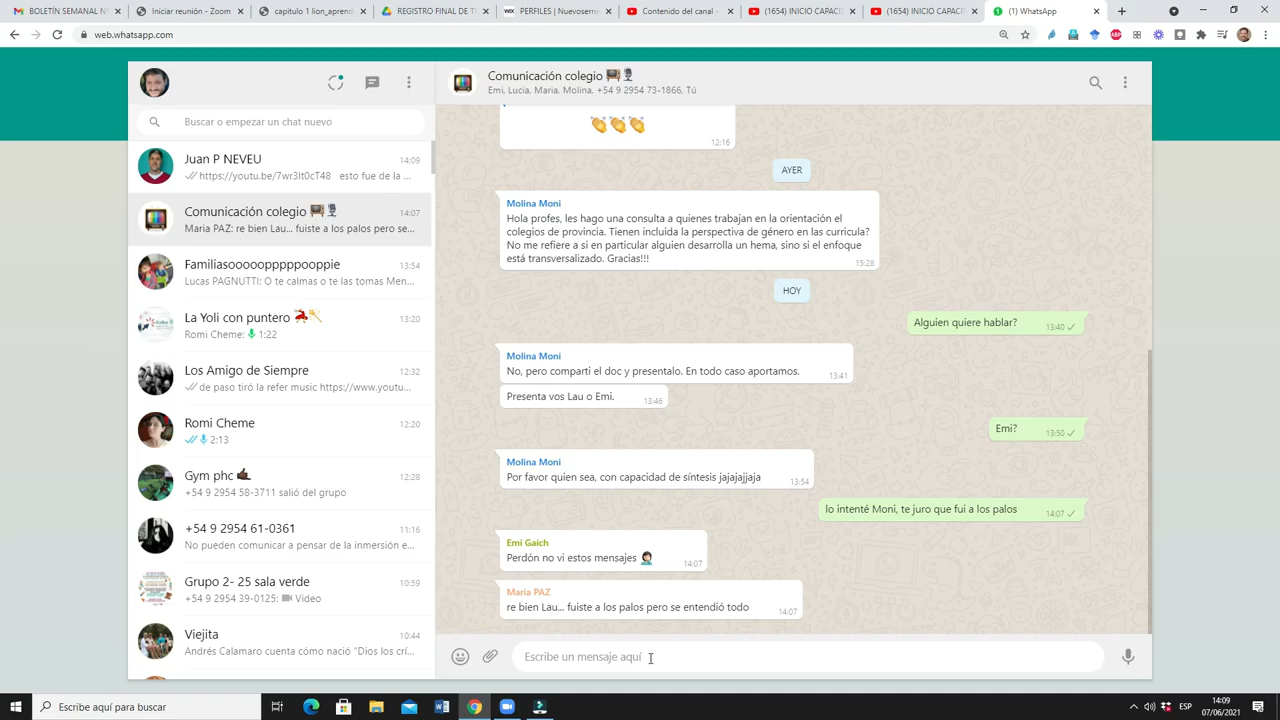 BOLETÍN SEMANAL Nº
Iniciar reunión - Zoom
capitulo 1 lion_aprend
REGISTRO FINAL DE T
PERFILES | Nuevosem
Contenido del canal -
(1654) INICIO CAPACI
(1654) INICIO CAPACI
(1) WhatsApp
web.whatsapp.com
Buscar o empezar un chat nuevo
Juan P NEVEU
14:09
https://youtu.be/7wr3It0cT48 esto fue de la ...
Comunicación colegio
14:07
Maria PAZ: re bien Lau... fuiste a los palos pero se...
Familiasooooopppppooppie
13:54
Lucas PAGNUTTI: O te calmas o te las tomas Men...
La Yoli con puntero
13:20
Romi Cheme: 1:22
Los Amigo de Siempre
12:32
de paso tiró la refer music https://www.youtu...
Romi Cheme
12:20
2:13
Gym phc
12:28
+54 9 2954 58-3711 salió del grupo
+54 9 2954 61-0361
11:16
No pueden comunicar a pensar de la inmersión e...
Grupo 2- 25 sala verde
10:59
+54 9 2954 39-0125: Video
Viejita
10:44
Andrés Calamaro cuenta cómo nació "Dios los crí...
Comunicación colegio
Emi, Lucia, Maria, Molina, +54 9 2954 73-1866, Tú
12:16
AYER
Molina Moni
Hola profes, les hago una consulta a quienes trabajan en la orientación el
colegios de provincia. Tienen incluida la perspectiva de género en las curricula?
No me refiere a si en particular alguien desarrolla un hema, sino si el enfoque
está transversalizado. Gracias!!!
15:28
HOY
Alguien quiere hablar?
13:40
Molina Moni
No, pero comparti el doc y presentalo. En todo caso aportamos.
13:41
Presenta vos Lau o Emi.
13:46
Emi?
13:50
Molina Moni
Por favor quien sea, con capacidad de síntesis jajajajjaja
13:54
lo intenté Moni, te juro que fui a los palos
14:07
Emi Gaich
Perdón no vi estos mensajes
14:07
Maria PAZ
re bien Lau... fuiste a los palos pero se entendió todo
14:07
Escribe un mensaje aquí
Escribe aquí para buscar
ESP
14:09
07/06/2021